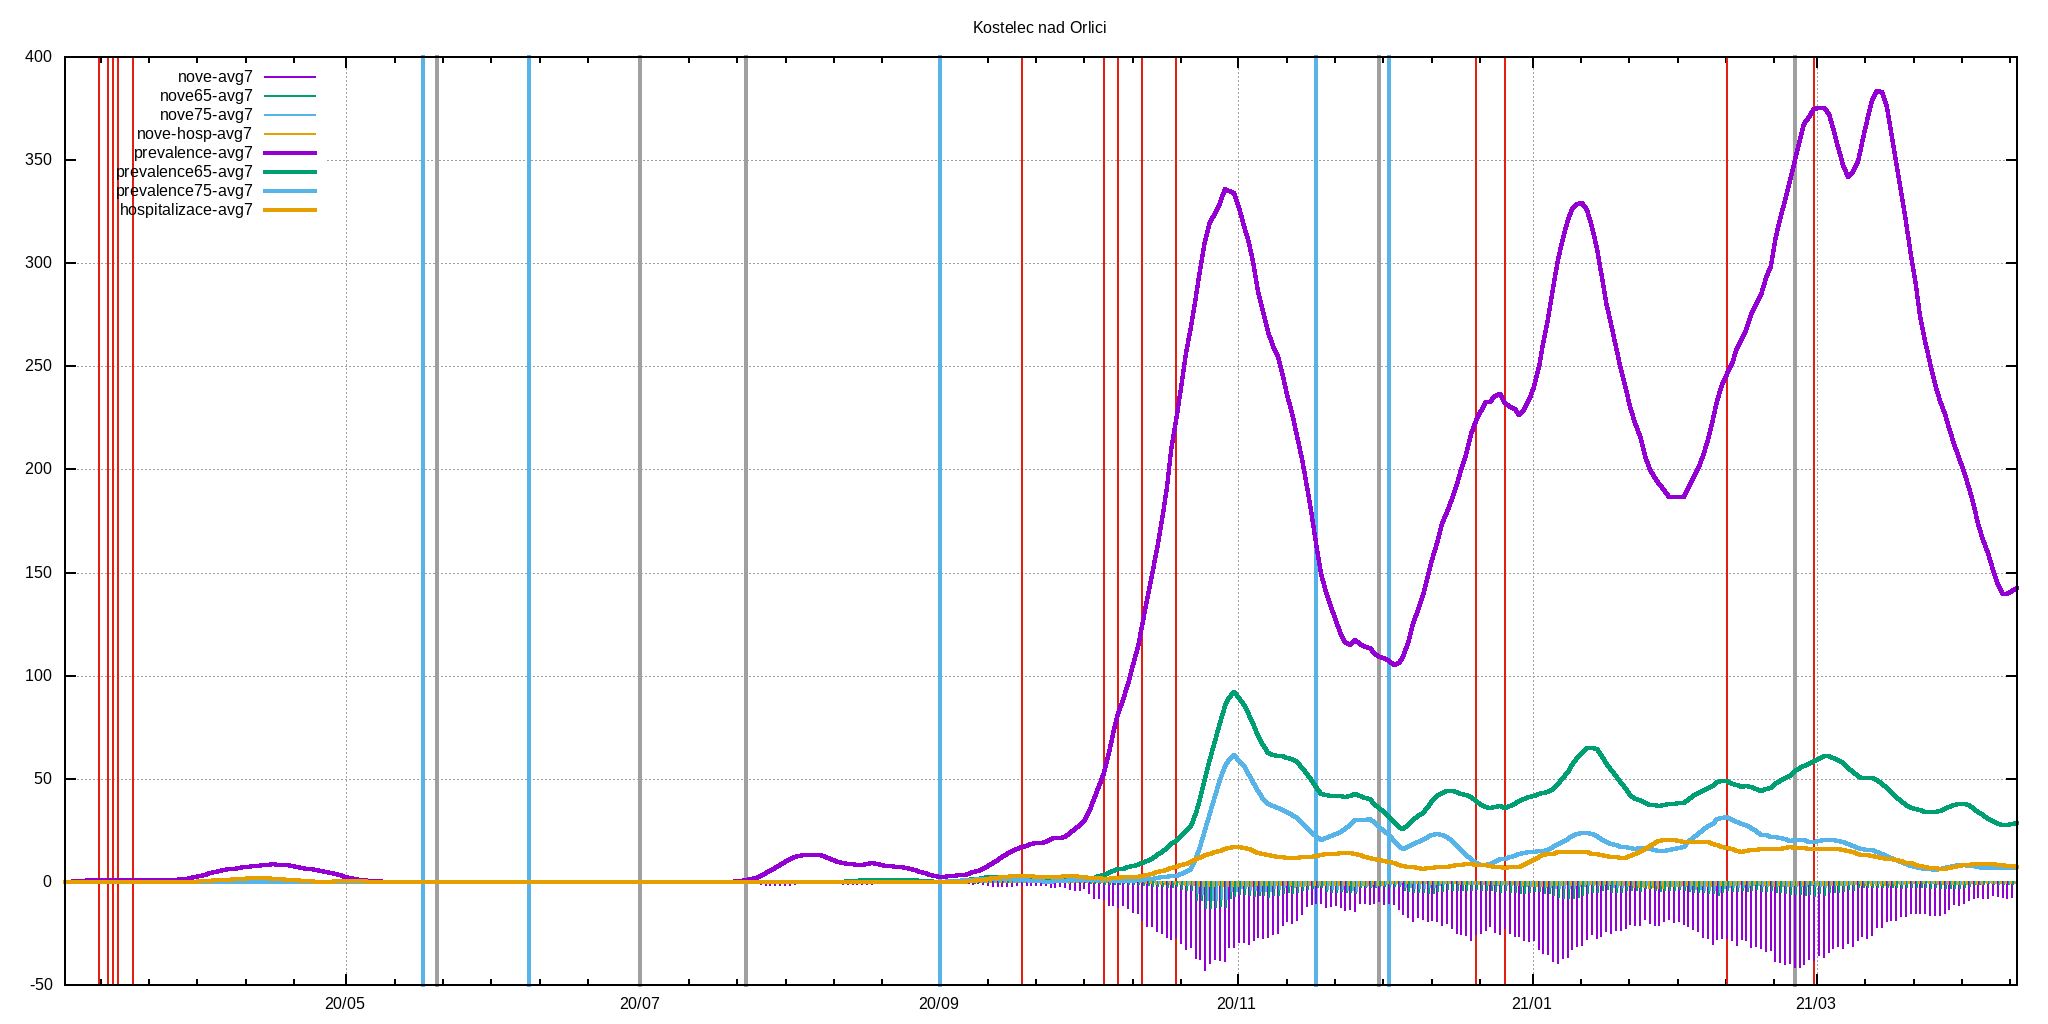 Kostelec nad Orlici
400
350
300
250
200
150
100
50
0
-50
nove-avg7
nove65-avg7
nove75-avg7
nove-hosp-avg7
prevalence-avg7
prevalence65-avg7
prevalence75-avg7
hospitalizace-avg7
20/05
20/07
20/09
20/11
21/01
21/03